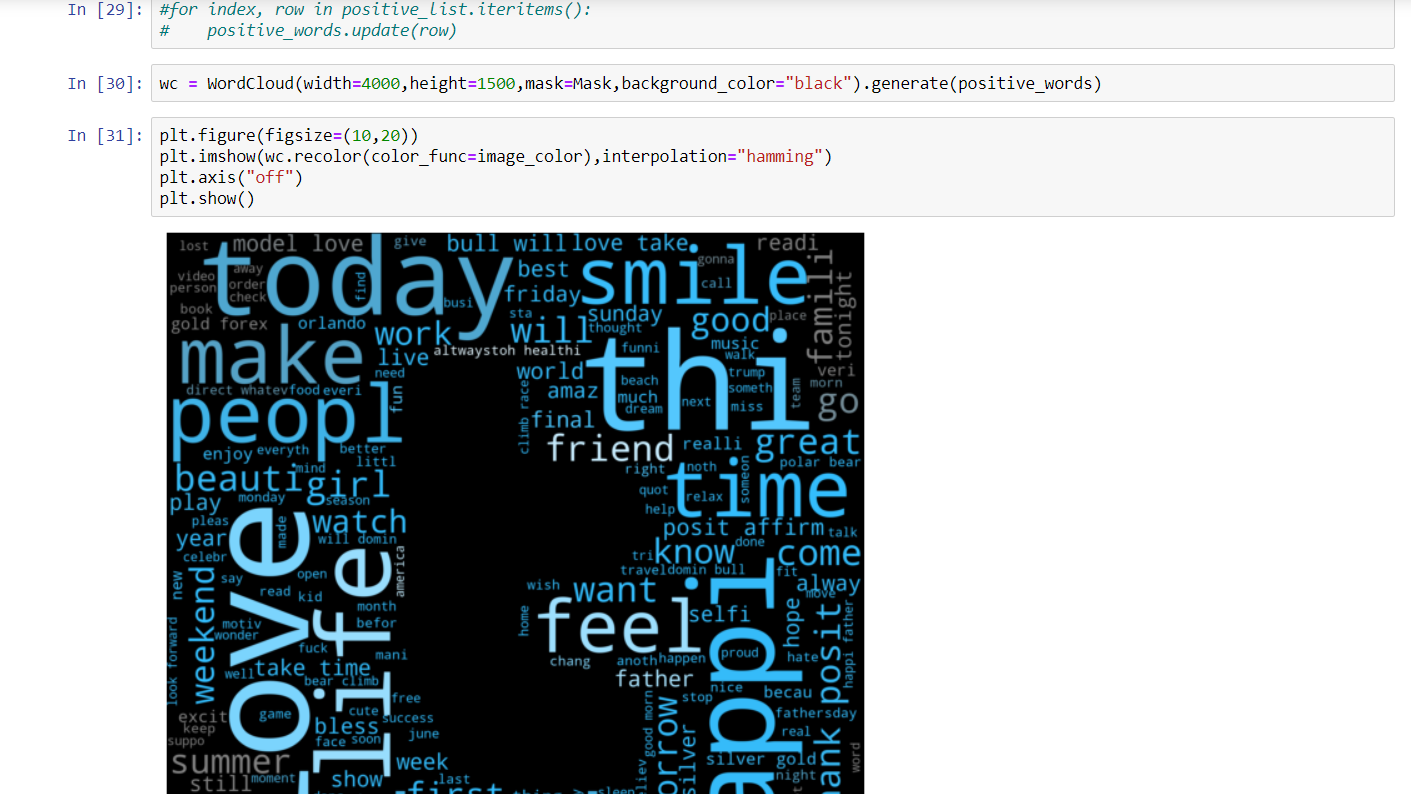 In [29]: #for index, row in positive_list.iteritems():
#    positive_words.update(row)
In [30]: wc = WordCloud(width=4000,height=1500,mask=Mask,background_color="black").generate(positive_words)
In [31]: plt.figure(figsize=(10,20))
plt.imshow(wc.recolor(color_func=image_color),interpolation="hamming")
plt.axis("off")
plt.show()
lost
model love
give
bull will
love take
readi
today
smile
gonna
away
video
person
order
check
find
best
call
busi
friday
book
gold forex
orlando
sta
sunday
good
place
famili
tonight
work
will
thought
make
live
altwaystoh healthi
thi
funni
music
walk
need
world
beach
trump
veri
direct whatev
food
everi
fun
amaz
much
someth
morn
team
peopl
climb race
dream
next
miss
go
final
enjoy
everyth
better
friend
realli
great
littl
right
noth
polar bear
beauti
mind
girl
quot
relax
someon
time
play
monday
season
help
pleas
made
watch
posit affirm
talk
year
will domin
celebr
tri
know
done
come
love
life
america
travel
domin bull
fit
new
say
open
wish
want
alway
move
read
kid
weekend
month
home
feel
selfi
hope
motiv
wonder
befor
happi father
look forward
fuck
mani
chang
anoth
happen
proud
hate
posit
well
take time
father
bear climb
nice
becau
free
stop
excit
keep
game
cute
success
good morn
fathersday
suppo
bless
face
soon
june
silver
real
summer
week
silver gold
word
still
moment
show
last
night
first
sleep